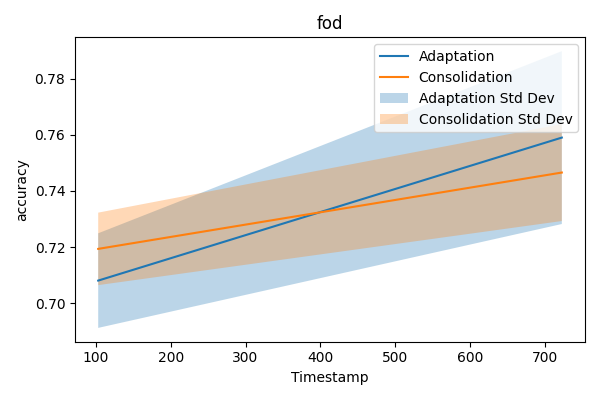 fod
Adaptation
Consolidation
Adaptation Std Dev
Consolidation Std Dev
accuracy
0.78
0.76
0.74
0.72
0.70
100 200 300 400 500 600 700
Timestamp